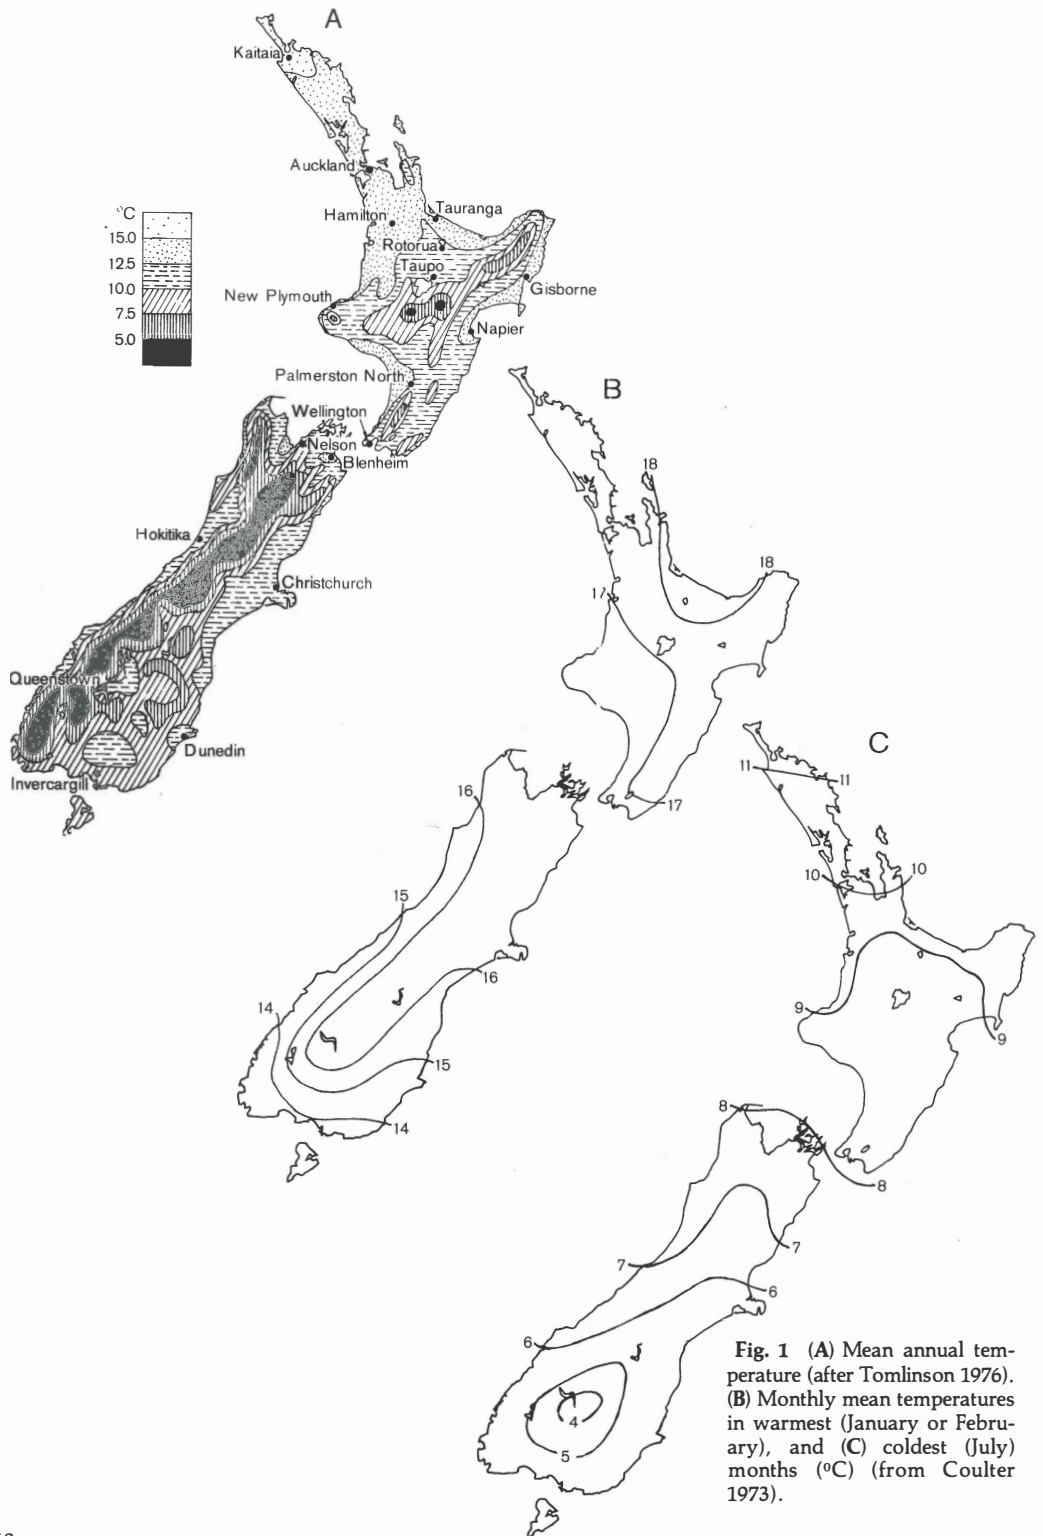 A
Kaitaia
Auckland
Hamilton
Tauranga
Rotorua
Taupo
Gisborne
New Plymouth
Napier
Palmerston North
Wellington
Nelson
Blenheim
Hokitika
Christchurch
Queenstown
Dunedin
Invercargill
ºC
15.0
12.5
10.0
7.5
5.0
B
18
18
17
17
16
15
16
14
15
14
C
11
11
10
10
9
9
8
8
7
7
6
6
4
5
Fig. 1 (A) Mean annual tem-
perature (after Tomlinson 1976).
(B) Monthly mean temperatures
in warmest (January or Febru-
ary), and (C) coldest (July)
months (ºC) (from Coulter
1973).